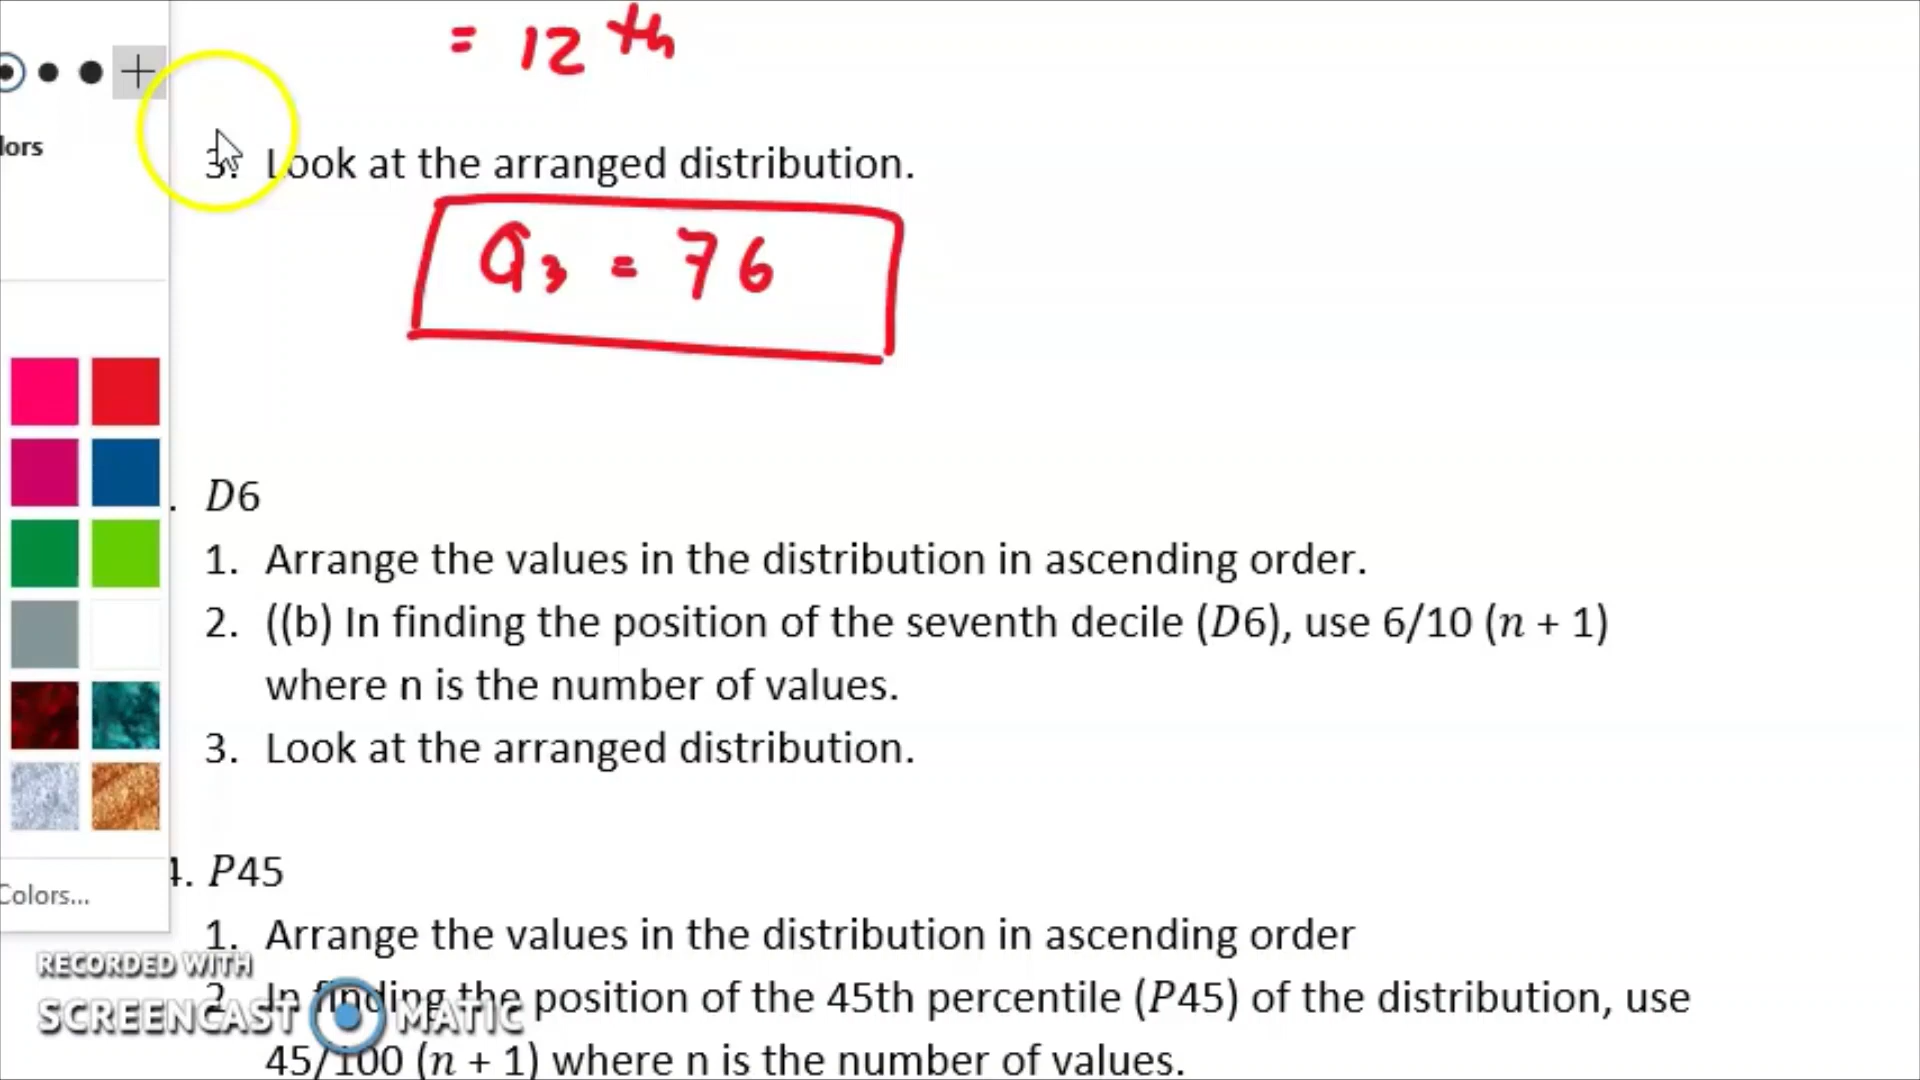 = 12 th
lors
3. Look at the arranged distribution.
Q3 = 76
. D6
1. Arrange the values in the distribution in ascending order.
2. ((b) In finding the position of the seventh decile (D6), use 6/10 (n + 1)
where n is the number of values.
3. Look at the arranged distribution.
4. P45
Colors...
1. Arrange the values in the distribution in ascending order
RECORDED WITH
2. In finding the position of the 45th percentile (P45) of the distribution, use
SCREENCAST MATIC
45/100 (n + 1) where n is the number of values.